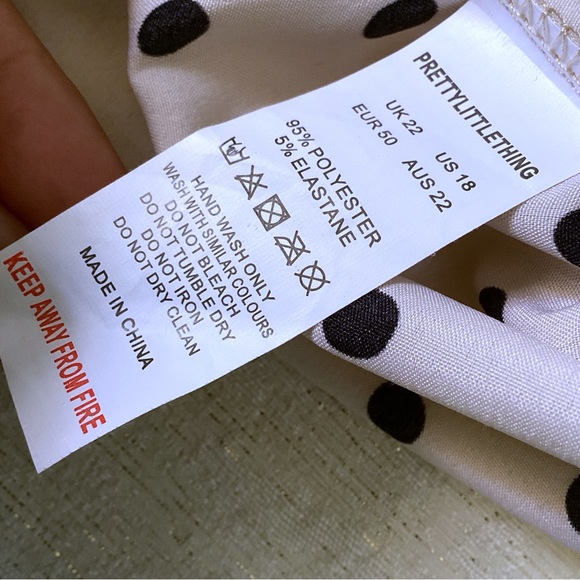 PRETTYLITTLETHING
UK 22 US 18
EUR 50 AUS 22
95% POLYESTER
5% ELASTANE
HAND WASH ONLY
WASH WITH SIMILAR COLOURS
DO NOT BLEACH
DO NOT TUMBLE DRY
DO NOT IRON
DO NOT DRY CLEAN
MADE IN CHINA
KEEP AWAY FROM FIRE